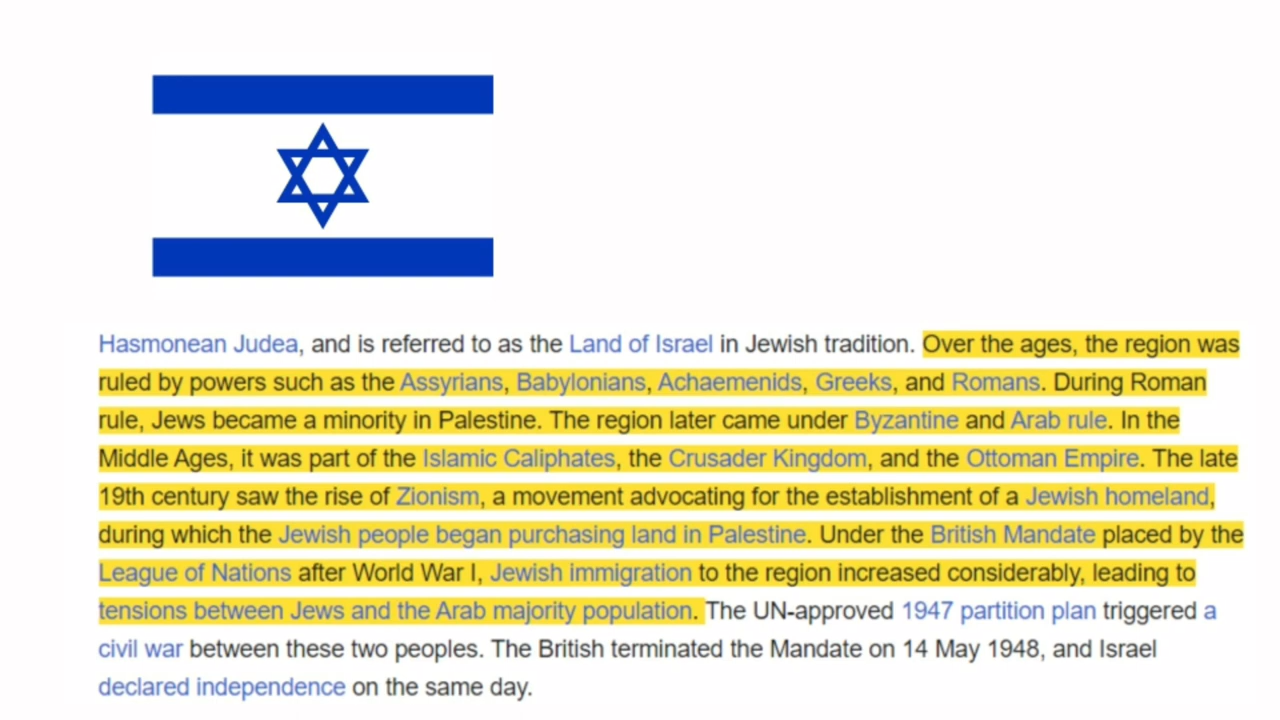 Hasmonean Judea, and is referred to as the Land of Israel in Jewish tradition. Over the ages, the region was
ruled by powers such as the Assyrians, Babylonians, Achaemenids, Greeks, and Romans. During Roman
rule, Jews became a minority in Palestine. The region later came under Byzantine and Arab rule. In the
Middle Ages, it was part of the Islamic Caliphates, the Crusader Kingdom, and the Ottoman Empire. The late
19th century saw the rise of Zionism, a movement advocating for the establishment of a Jewish homeland,
during which the Jewish people began purchasing land in Palestine. Under the British Mandate placed by the
League of Nations after World War I, Jewish immigration to the region increased considerably, leading to
tensions between Jews and the Arab majority population. The UN-approved 1947 partition plan triggered a
civil war between these two peoples. The British terminated the Mandate on 14 May 1948, and Israel
declared independence on the same day.